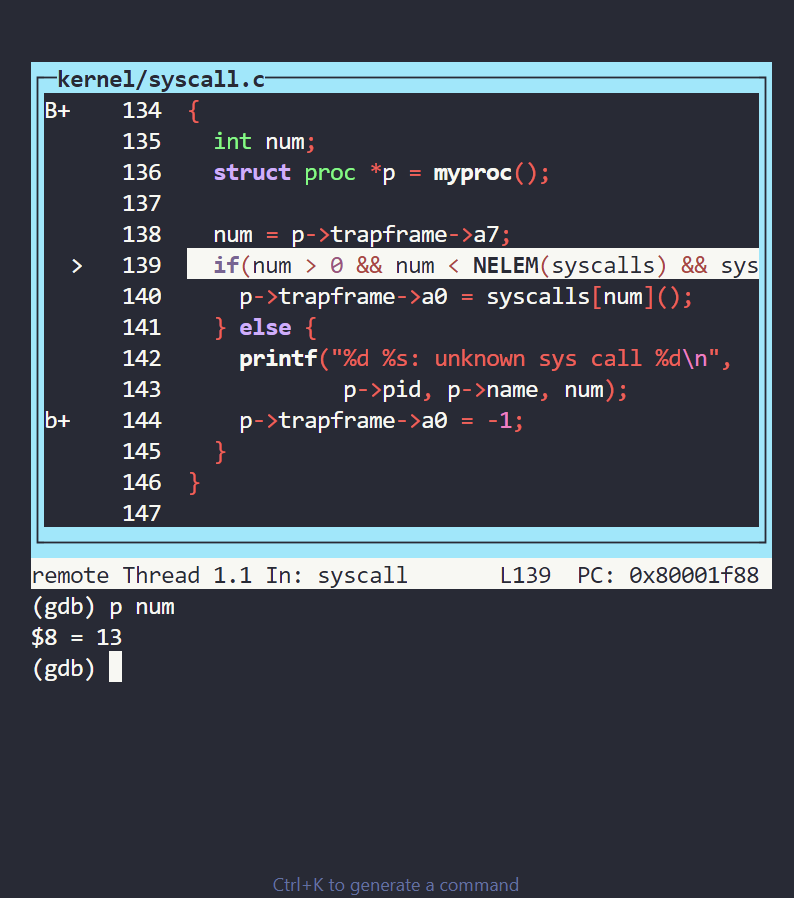 kernel/syscall.c
B+ 134 {
135 int num;
136 struct proc *p = myproc();
137
138 num = p->trapframe->a7;
> 139 if(num > 0 && num < NELEM(syscalls) && sys
140 p->trapframe->a0 = syscalls[num]();
141 } else {
142 printf("%d %s: unknown sys call %d\n",
143 p->pid, p->name, num);
b+ 144 p->trapframe->a0 = -1;
145 }
146 }
147
remote Thread 1.1 In: syscall L139 PC: 0x80001f88
(gdb) p num
$8 = 13
(gdb)
Ctrl+K to generate a command